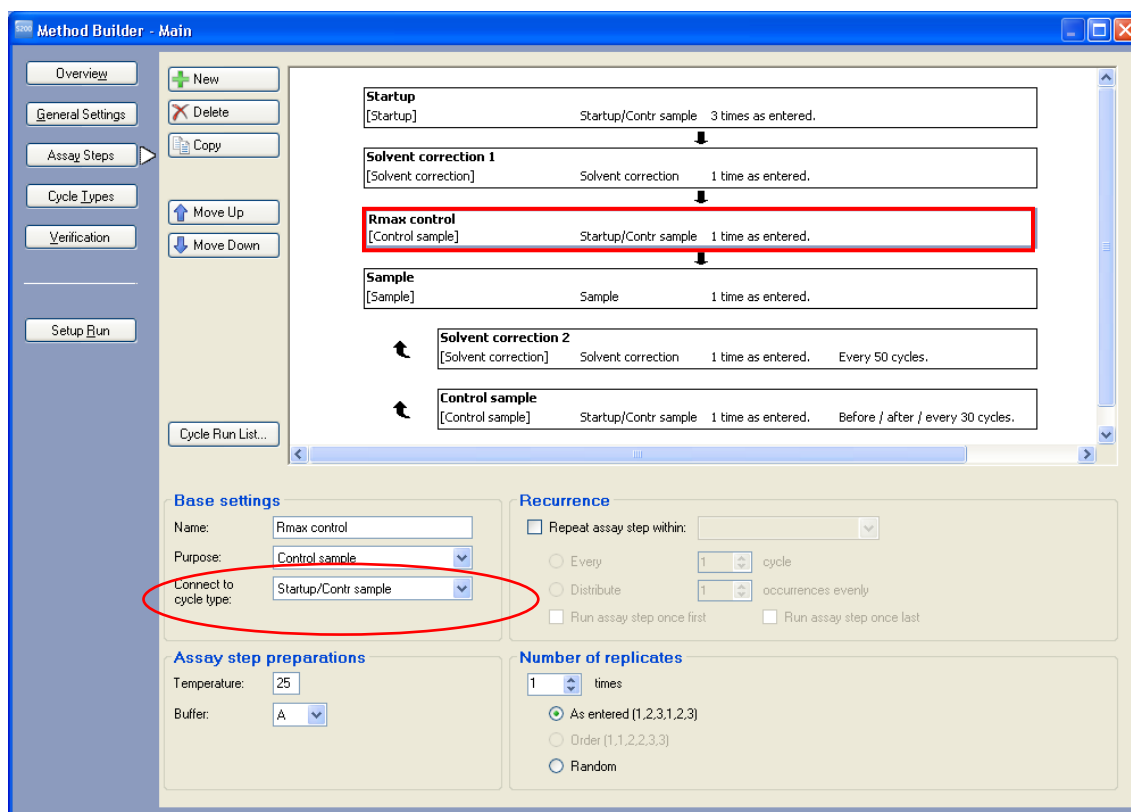 S200 Method Builder - Main
Overview
General Settings
Assay Steps
Cycle Types
Verification
Setup Run
New
Delete
Copy
Move Up
Move Down
Cycle Run List...
Startup
[Startup] Startup/Contr sample 3 times as entered.
Solvent correction 1
[Solvent correction] Solvent correction 1 time as entered.
Rmax control
[Control sample] Startup/Contr sample 1 time as entered.
Sample
[Sample] Sample 1 time as entered.
Solvent correction 2
[Solvent correction] Solvent correction 1 time as entered. Every 50 cycles.
Control sample
[Control sample] Startup/Contr sample 1 time as entered. Before / after / every 30 cycles.
Base settings
Name: Rmax control
Purpose: Control sample
Connect to
cycle type: Startup/Contr sample
Recurrence
Repeat assay step within:
Every 1 cycle
Distribute 1 occurrences evenly
Run assay step once first Run assay step once last
Assay step preparations
Temperature: 25
Buffer: A
Number of replicates
1 times
As entered (1,2,3,1,2,3)
Order (1,1,2,2,3,3)
Random